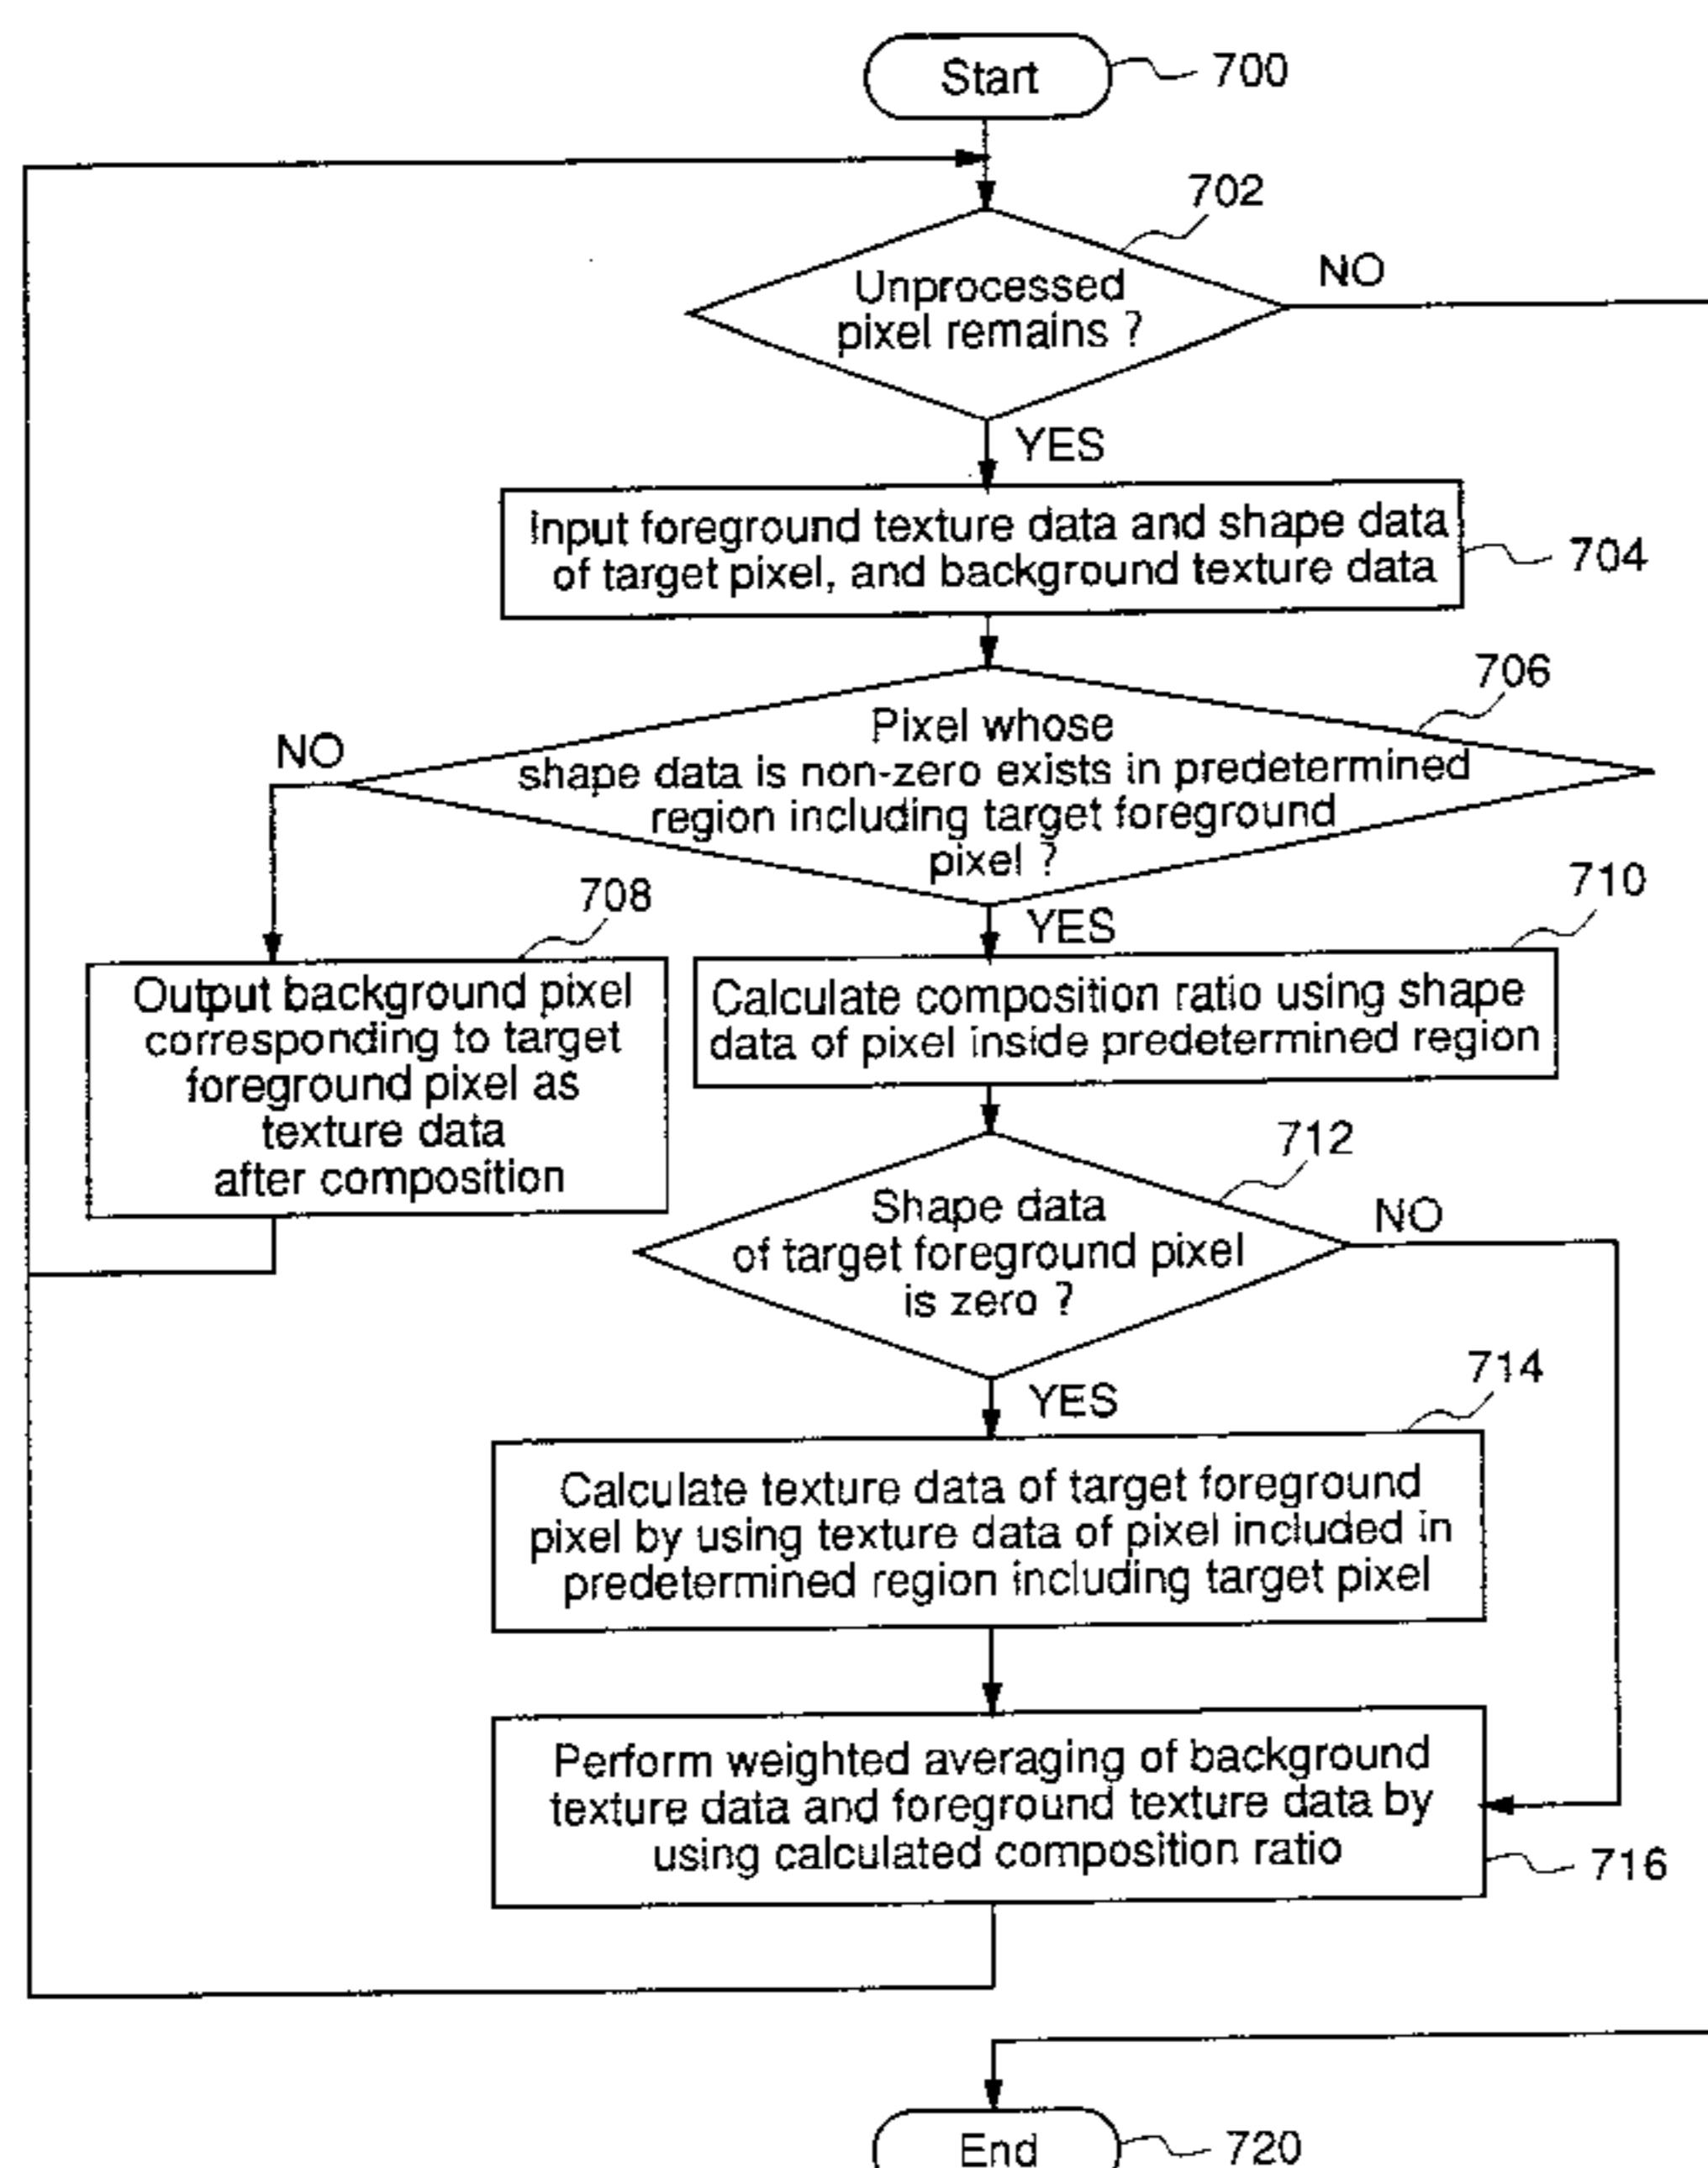 Start
700
702
Unprocessed
pixel remains ?
NO
YES
Input foreground texture data and shape data
of target pixel, and background texture data
704
706
Pixel whose
shape data is non-zero exists in predetermined
region including target foreground
pixel ?
NO
YES
708
Output background pixel
corresponding to target
foreground pixel as
texture data
after composition
710
Calculate composition ratio using shape
data of pixel inside predetermined region
712
Shape data
of target foreground pixel
is zero ?
NO
YES
714
Calculate texture data of target foreground
pixel by using texture data of pixel included in
predetermined region including target pixel
Perform weighted averaging of background
texture data and foreground texture data by
using calculated composition ratio
716
End
720